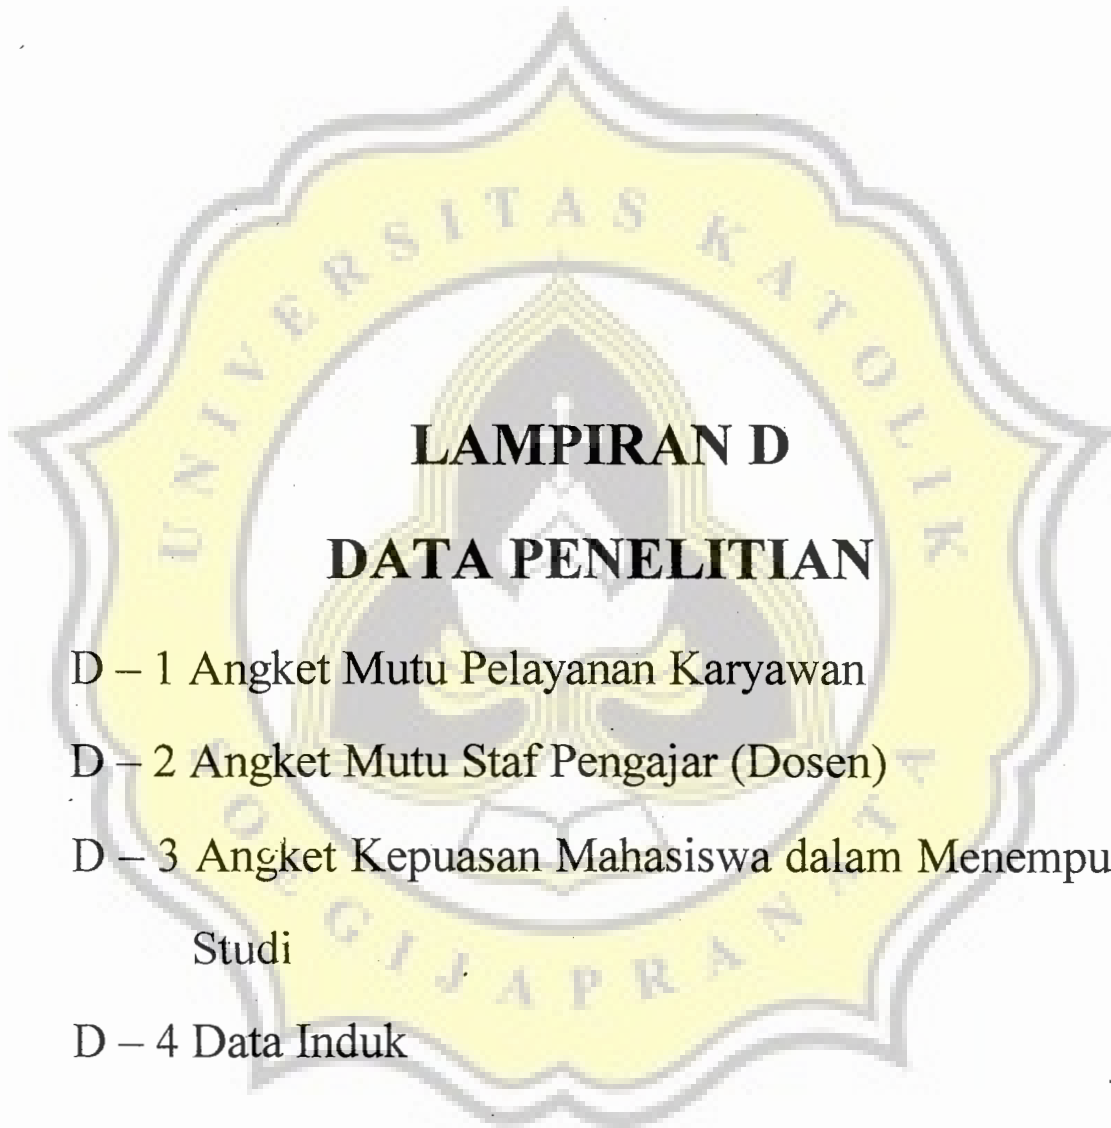 UNIVERSITAS KATOLIK
SOEGIJAPRANATA
LAMPIRAN D
DATA PENELITIAN
D – 1 Angket Mutu Pelayanan Karyawan
D – 2 Angket Mutu Staf Pengajar (Dosen)
D – 3 Angket Kepuasan Mahasiswa dalam Menempu
Studi
D – 4 Data Induk